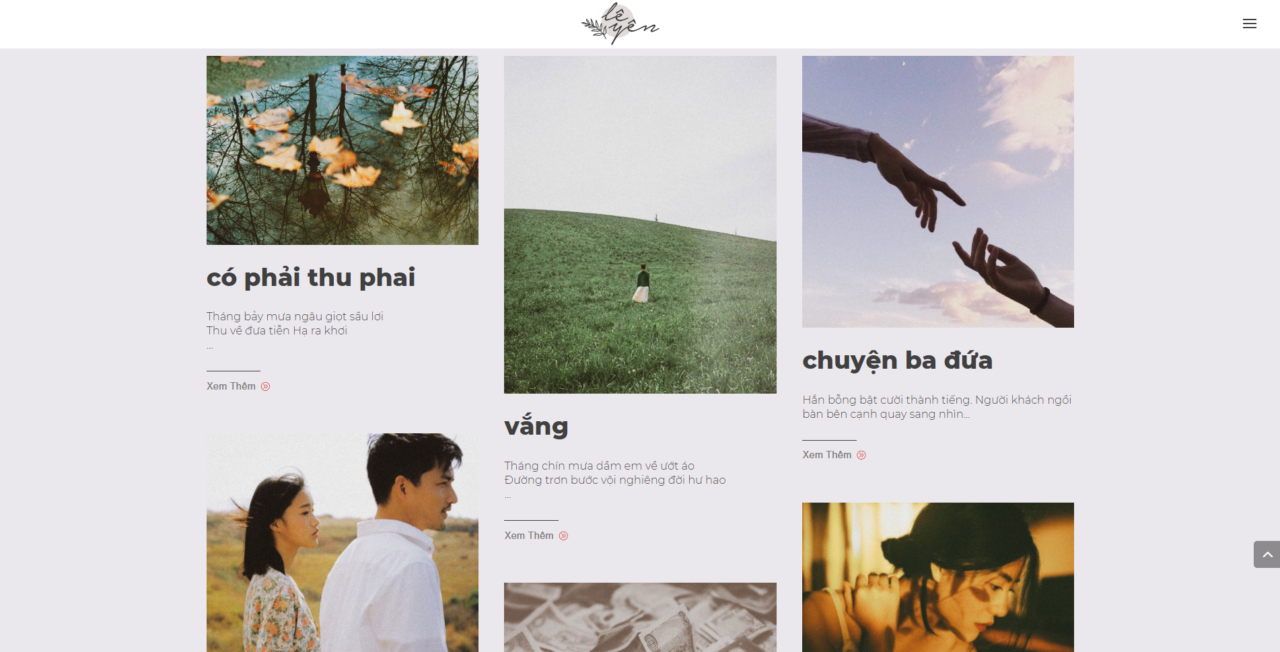 lê
yên
có phải thu phai
Tháng bảy mưa ngâu giọt sầu lơi
Thu về đưa tiễn Hạ ra khơi
...
Xem Thêm
vắng
Tháng chín mưa dầm em về ướt áo
Đường trơn bước vội nghiêng đời hư hao
...
Xem Thêm
chuyện ba đứa
Hắn bỗng bật cười thành tiếng. Người khách ngồi
bàn bên cạnh quay sang nhìn...
Xem Thêm